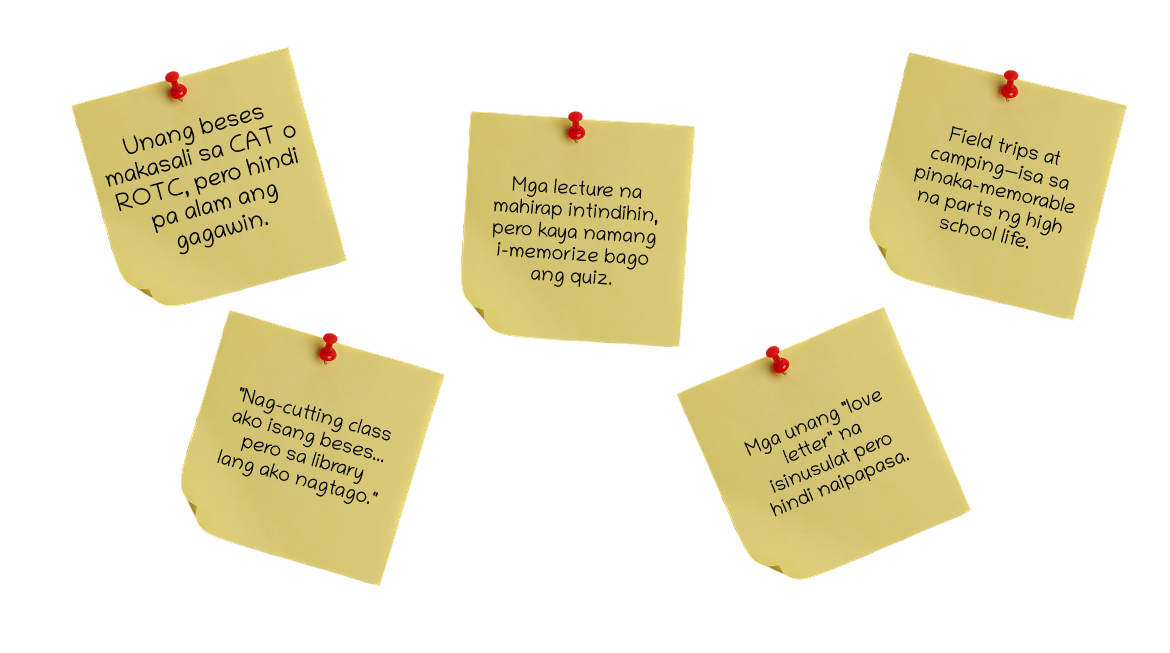 Unang beses
makasali sa CAT o
ROTC, pero hindi
pa alam ang
gagawin.
Mga lecture na
mahirap intindihin,
pero kaya namang
i-memorize bago
ang quiz.
Field trips at
camping—isa sa
pinaka-memorable
na parts ng high
school life.
"Nag-cutting class
ako isang beses...
pero sa library
lang ako nagtago."
Mga unang "love
letter" na
isinusulat pero
hindi naipapasa.